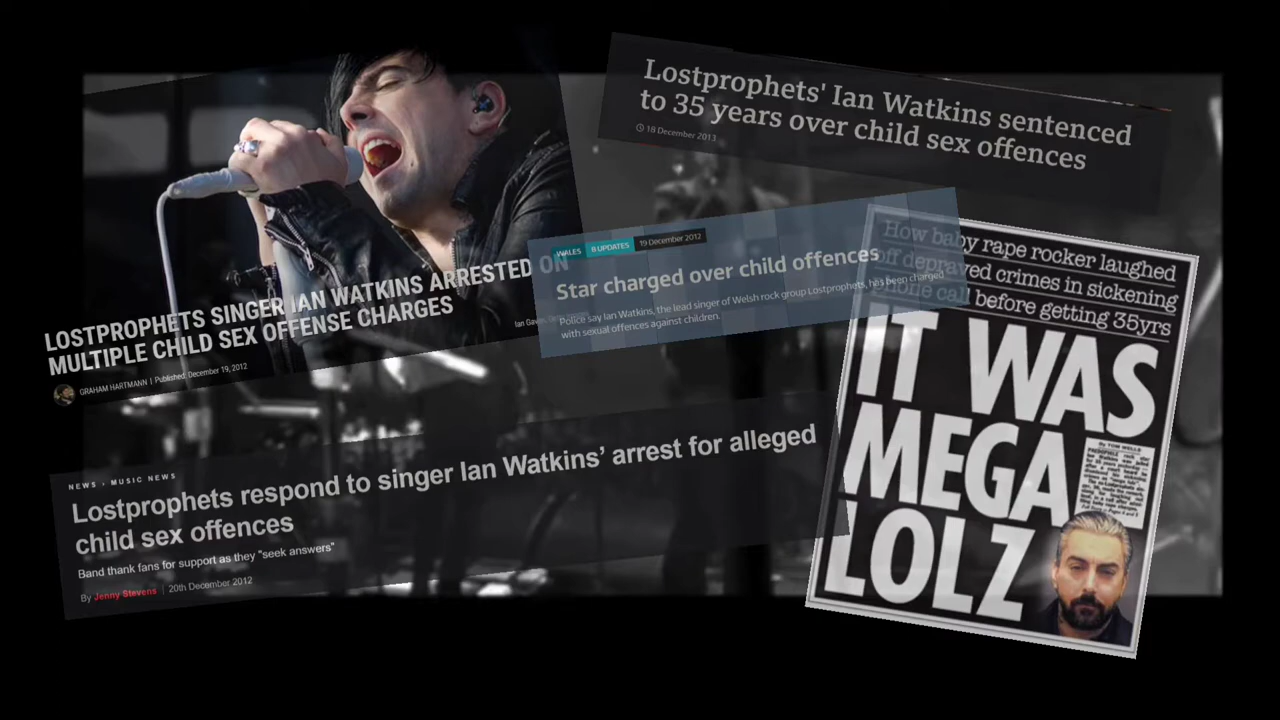 Lostprophets' Ian Watkins sentenced
to 35 years over child sex offences
18 December 2013
LOSTPROPHETS SINGER IAN WATKINS ARRESTED ON
MULTIPLE CHILD SEX OFFENSE CHARGES
GRAHAM HARTMANN | Published: December 19, 2012
WALES 8 UPDATES 19 December 2012
Star charged over child offences
Police say Ian Watkins, the lead singer of Welsh rock group Lostprophets, has been charged
with sexual offences against children.
How baby rape rocker laughed
off depraved crimes in sickening
phone call before getting 35yrs
IT WAS
MEGA
LOLZ
By TOM WELLS
NEWS › MUSIC NEWS
Lostprophets respond to singer Ian Watkins' arrest for alleged
child sex offences
Band thank fans for support as they "seek answers"
By Jenny Stevens | 20th December 2012